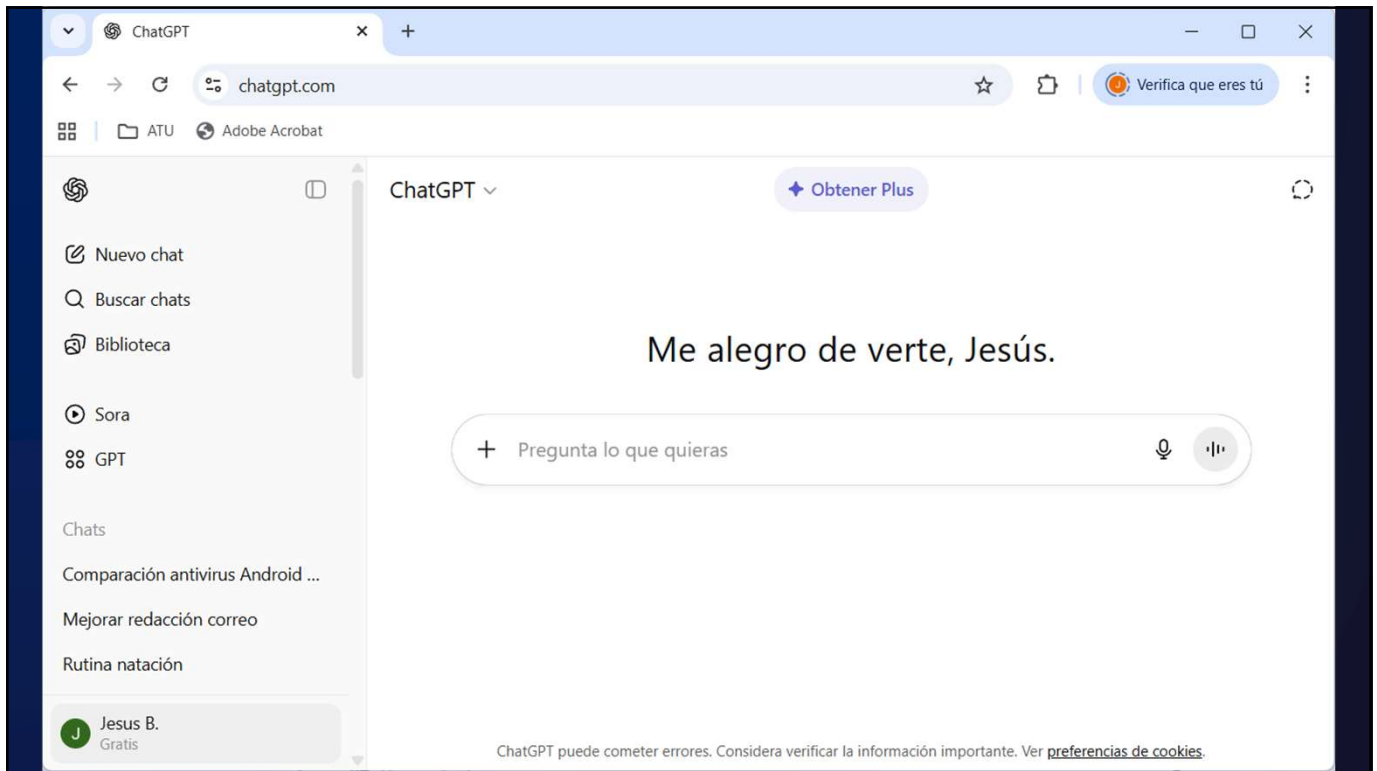 ChatGPT
chatgpt.com
Verifica que eres tú
ATU
Adobe Acrobat
Nuevo chat
Buscar chats
Biblioteca
Sora
GPT
Chats
Comparación antivirus Android ...
Mejorar redacción correo
Rutina natación
J
Jesus B.
Gratis
ChatGPT
Obtener Plus
Me alegro de verte, Jesús.
Pregunta lo que quieras
ChatGPT puede cometer errores. Considera verificar la información importante. Ver preferencias de cookies.